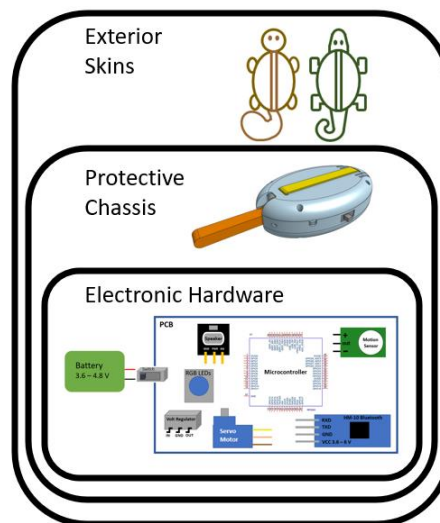 Exterior
Skins
Protective
Chassis
Electronic Hardware
PCB
Speaker
Motion
Sensor
+
OUT
Battery
3.6 – 4.8 V
Switch
RGB LEDs
Microcontroller
Volt Regulator
IN GND OUT
Servo
Motor
HM-10 Bluetooth
RXD
TXD
GND
VCC 3.6 – 6 V